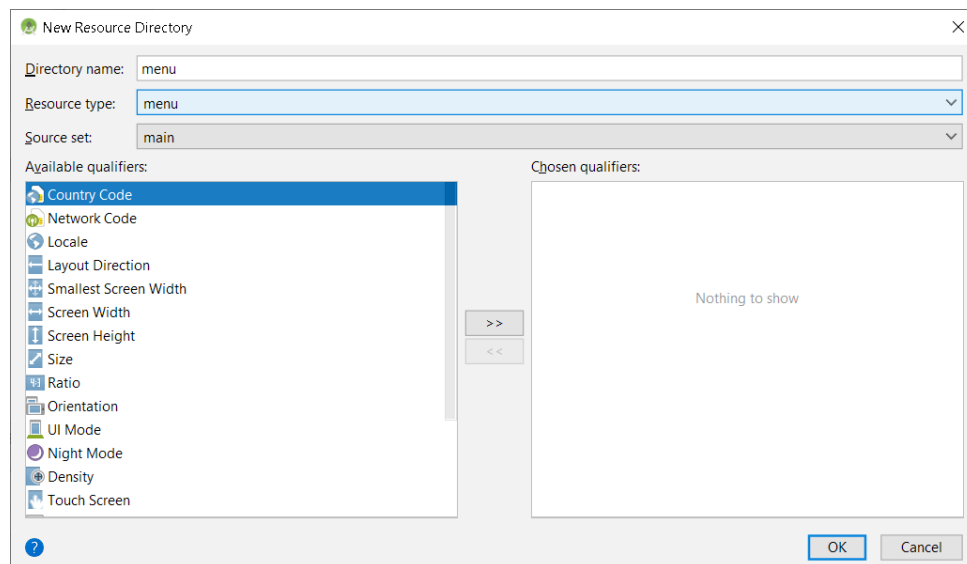 New Resource Directory
Directory name: menu
Resource type: menu
Source set: main
Available qualifiers:
Country Code
Network Code
Locale
Layout Direction
Smallest Screen Width
Screen Width
Screen Height
Size
Ratio
Orientation
UI Mode
Night Mode
Density
Touch Screen
>>
<<
Chosen qualifiers:
Nothing to show
?
OK Cancel